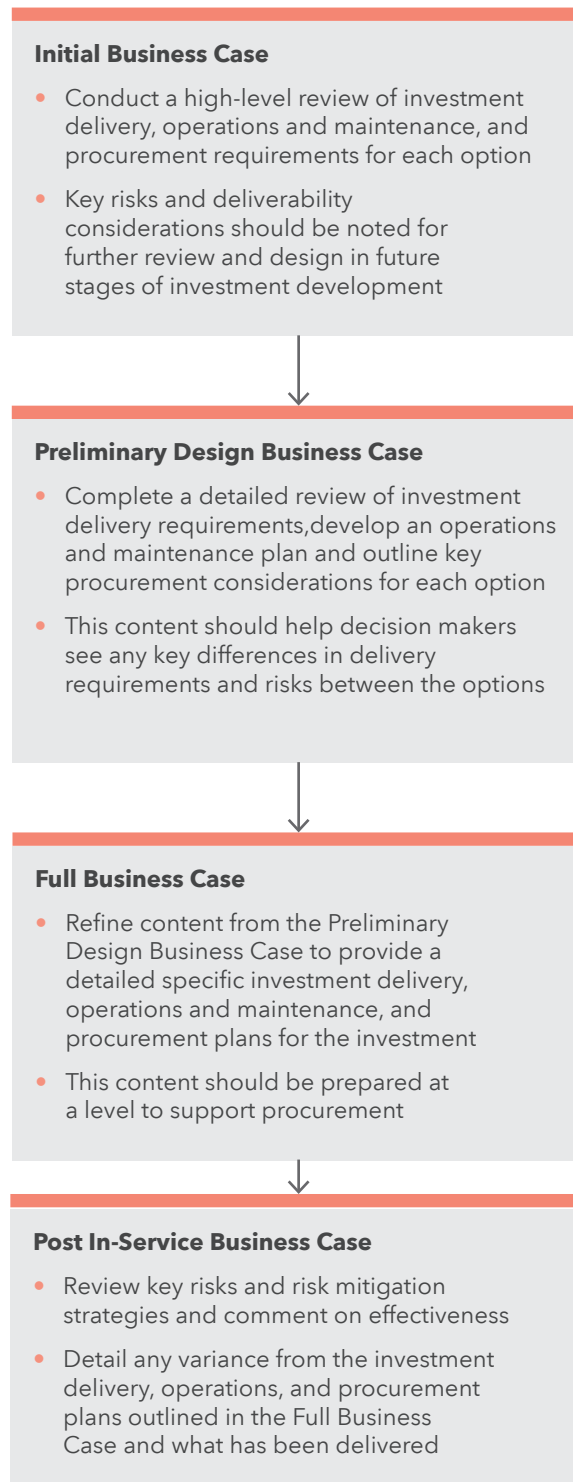 Initial Business Case
• Conduct a high-level review of investment
delivery, operations and maintenance, and
procurement requirements for each option
• Key risks and deliverability
considerations should be noted for
further review and design in future
stages of investment development
Preliminary Design Business Case
• Complete a detailed review of investment
delivery requirements,develop an operations
and maintenance plan and outline key
procurement considerations for each option
• This content should help decision makers
see any key differences in delivery
requirements and risks between the options
Full Business Case
• Refine content from the Preliminary
Design Business Case to provide a
detailed specific investment delivery,
operations and maintenance, and
procurement plans for the investment
• This content should be prepared at
a level to support procurement
Post In-Service Business Case
• Review key risks and risk mitigation
strategies and comment on effectiveness
• Detail any variance from the investment
delivery, operations, and procurement
plans outlined in the Full Business
Case and what has been delivered